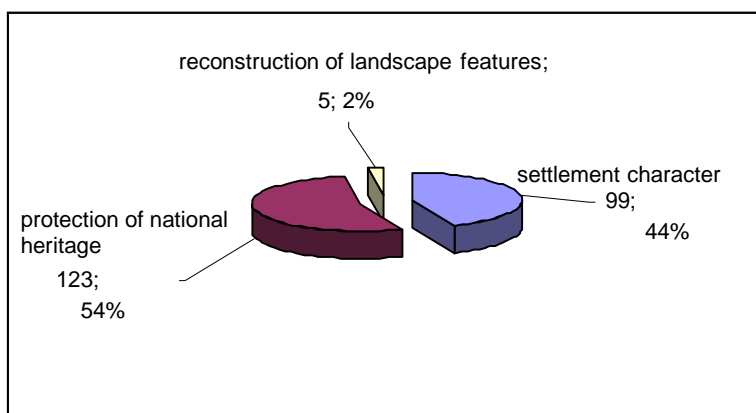 reconstruction of landscape features;
5; 2%
settlement character
99;
44%
protection of national
heritage
123;
54%